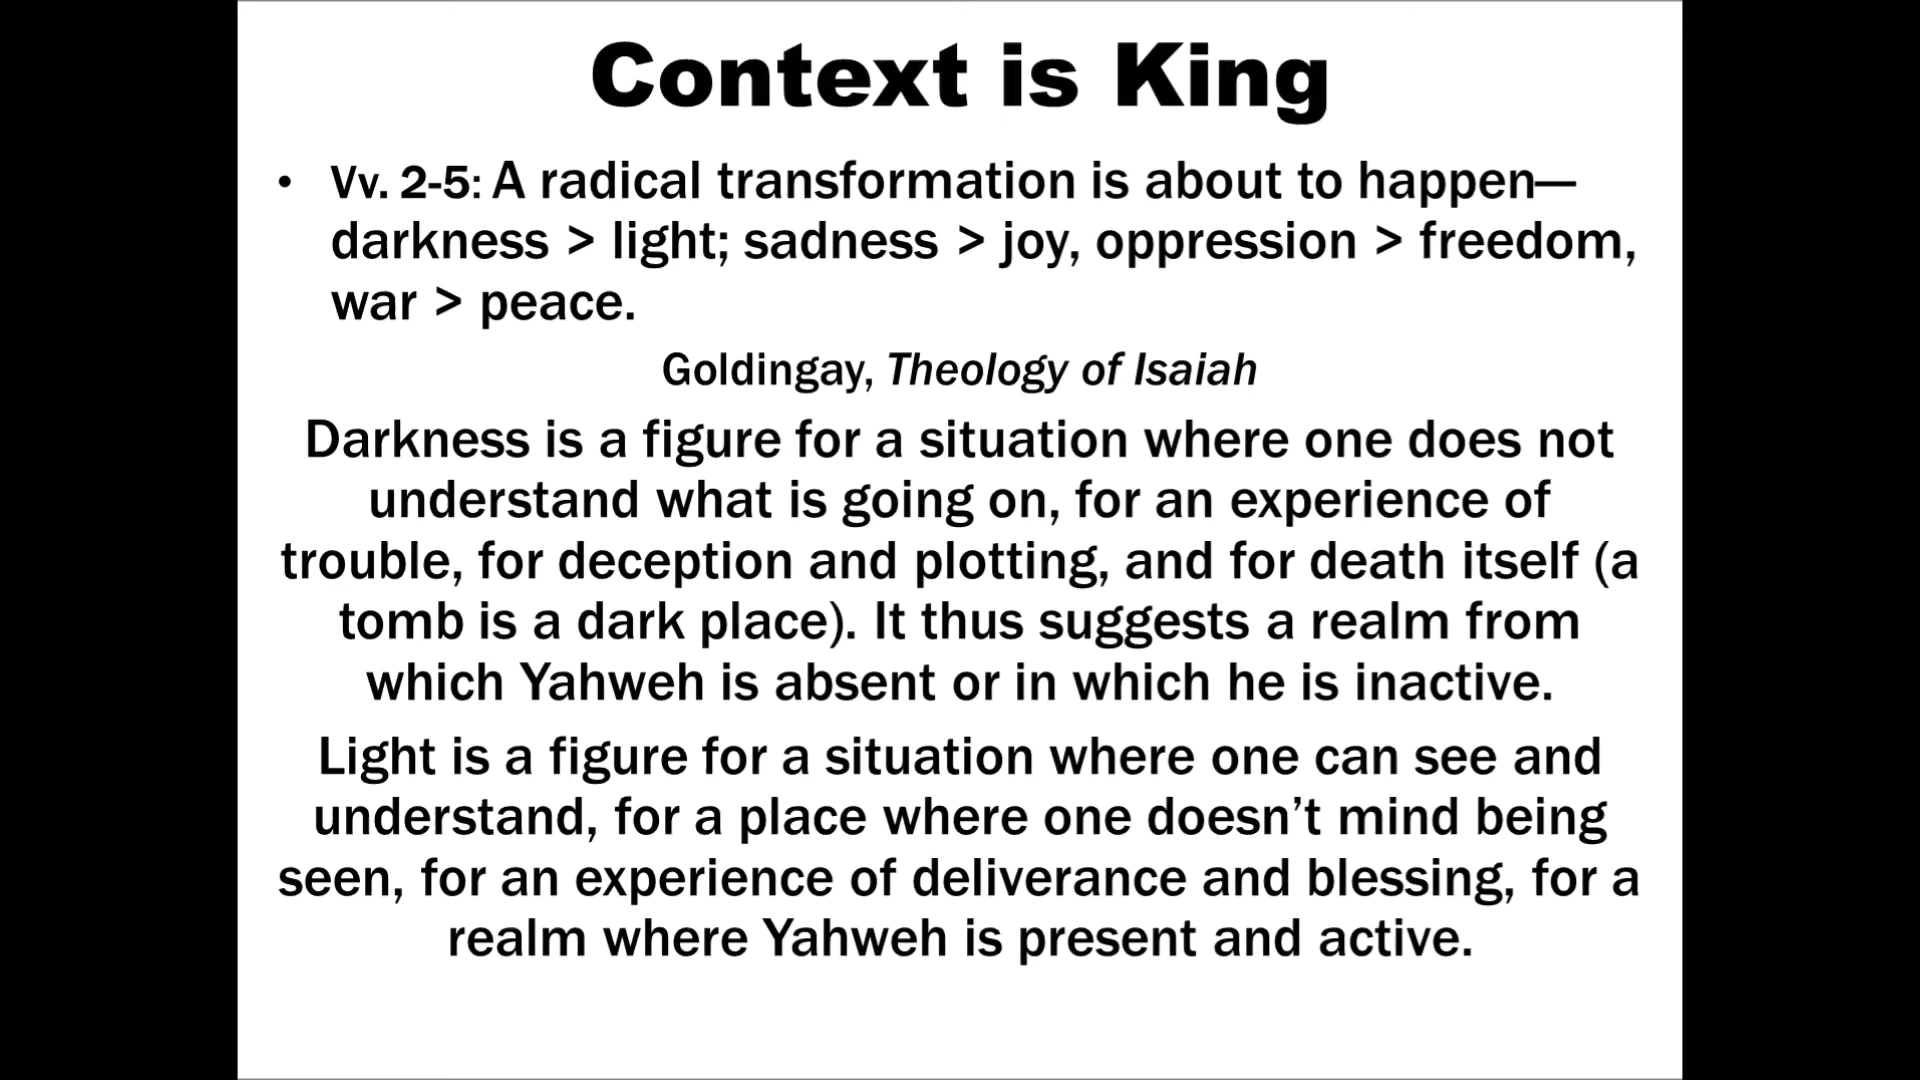 Context is King
• Vv. 2-5: A radical transformation is about to happen—
darkness > light; sadness > joy, oppression > freedom,
war > peace.
Goldingay, Theology of Isaiah
Darkness is a figure for a situation where one does not
understand what is going on, for an experience of
trouble, for deception and plotting, and for death itself (a
tomb is a dark place). It thus suggests a realm from
which Yahweh is absent or in which he is inactive.
Light is a figure for a situation where one can see and
understand, for a place where one doesn’t mind being
seen, for an experience of deliverance and blessing, for a
realm where Yahweh is present and active.